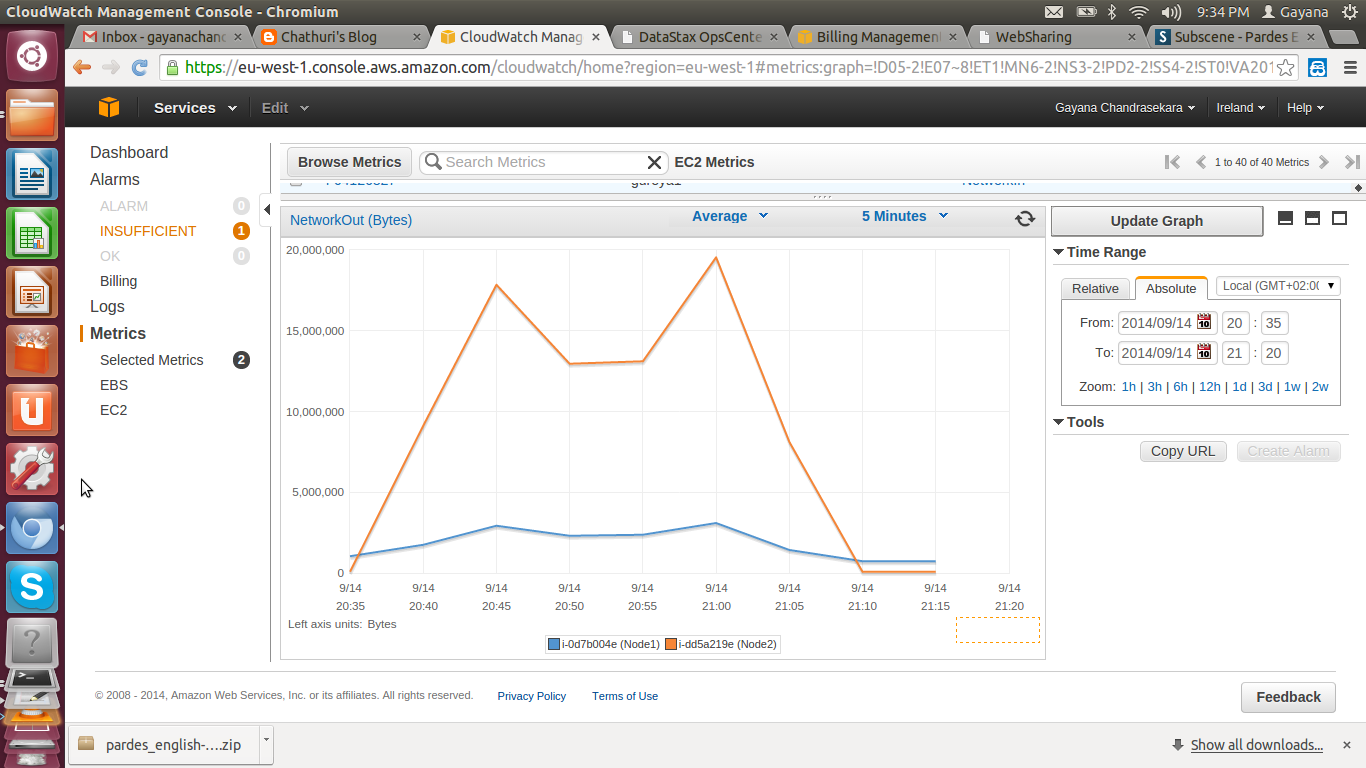 CloudWatch Management Console - Chromium
9:34 PM Gayana
Inbox - gayanachand
Chathuri's Blog
CloudWatch Manag
DataStax OpsCente
Billing Management
WebSharing
Subscene - Pardes E
https://eu-west-1.console.aws.amazon.com/cloudwatch/home?region=eu-west-1#metrics:graph=!D05-2!E07~8!ET1!MN6-2!NS3-2!PD2-2!SS4-2!ST0!VA201
Services Edit Gayana Chandrasekara Ireland Help
Dashboard
Alarms
ALARM 0
INSUFFICIENT 1
OK 0
Billing
Logs
Metrics
Selected Metrics 2
EBS
EC2
Browse Metrics Search Metrics EC2 Metrics 1 to 40 of 40 Metrics
NetworkOut (Bytes) Average 5 Minutes
Update Graph
Time Range
Relative Absolute Local (GMT+02:00
From: 2014/09/14 10 20 : 35
To: 2014/09/14 10 21 : 20
Zoom: 1h | 3h | 6h | 12h | 1d | 3d | 1w | 2w
Tools
Copy URL Create Alarm
20,000,000
15,000,000
10,000,000
5,000,000
0
9/14 9/14 9/14 9/14 9/14 9/14 9/14 9/14 9/14 9/14
20:35 20:40 20:45 20:50 20:55 21:00 21:05 21:10 21:15 21:20
Left axis units: Bytes
i-0d7b004e (Node1) i-dd5a219e (Node2)
© 2008 - 2014, Amazon Web Services, Inc. or its affiliates. All rights reserved. Privacy Policy Terms of Use
Feedback
pardes_english-....zip
Show all downloads...